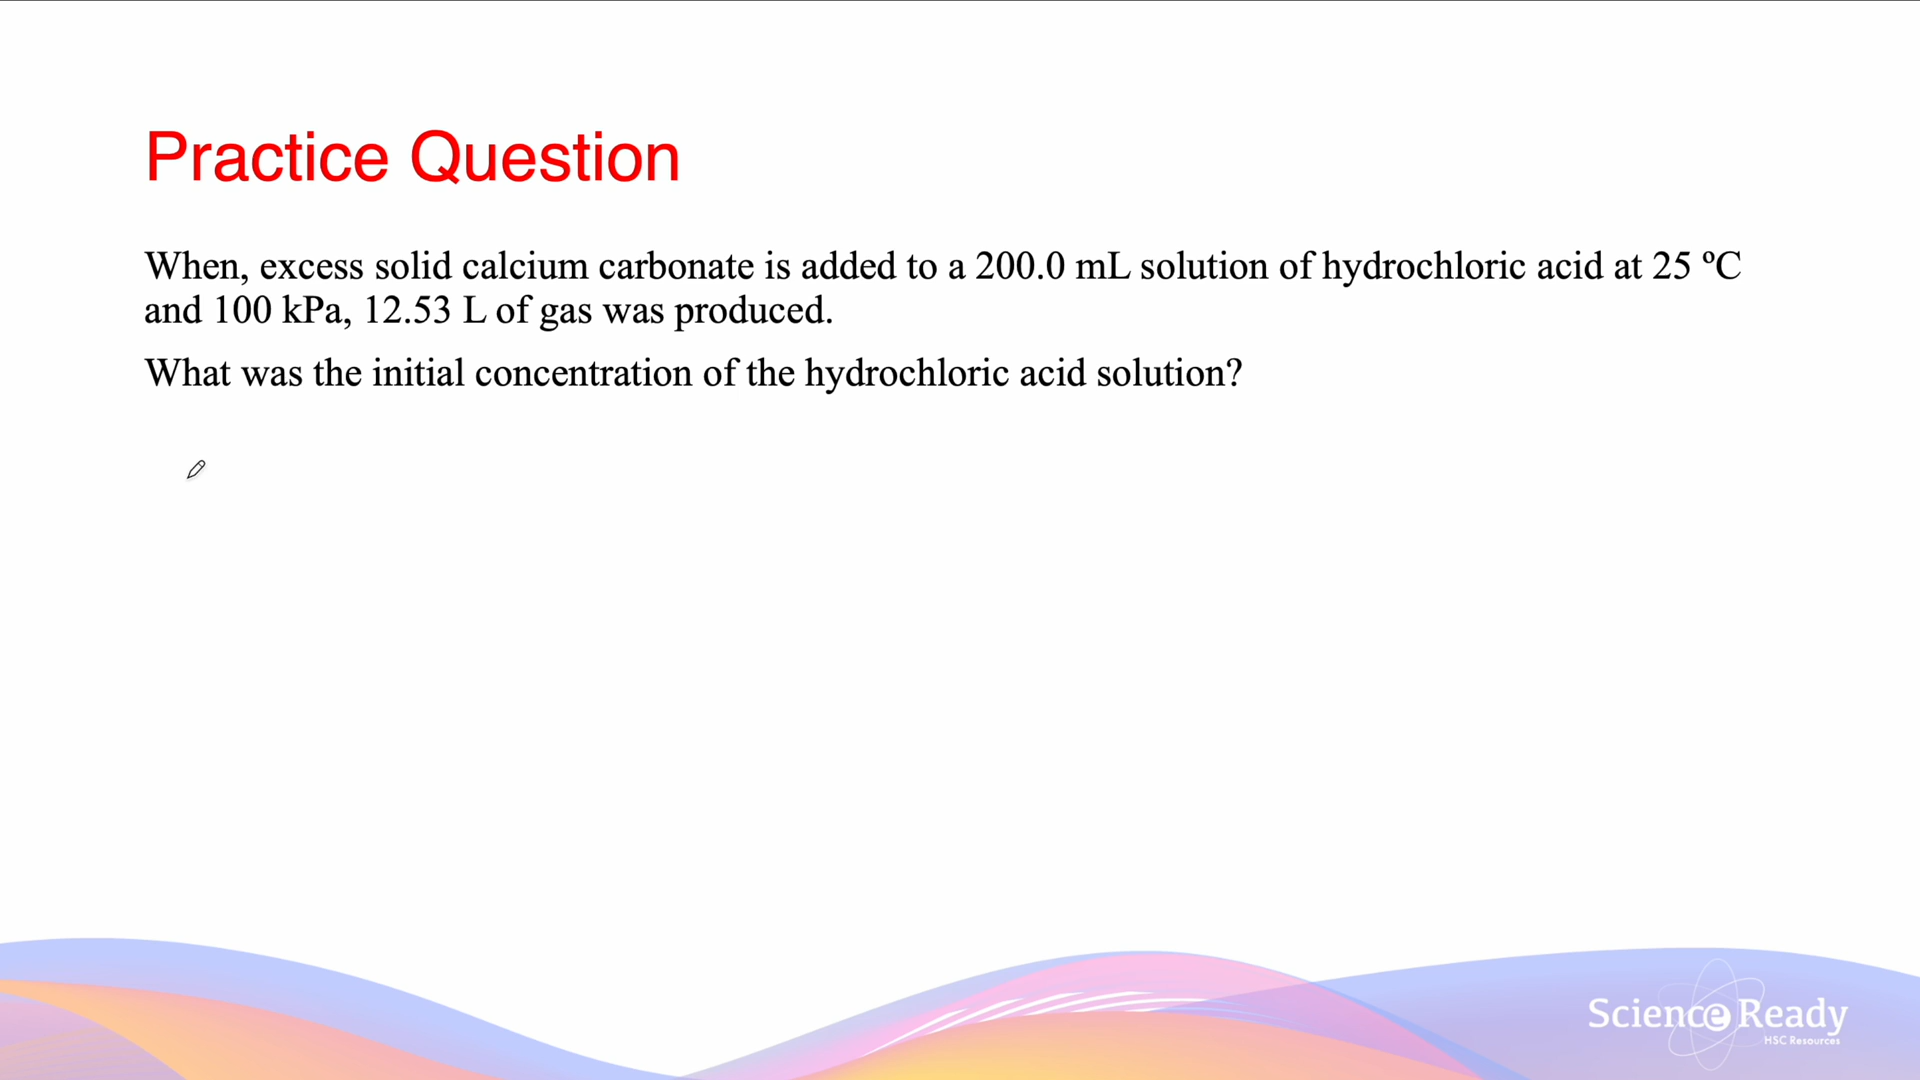 Practice Question
When, excess solid calcium carbonate is added to a 200.0 mL solution of hydrochloric acid at 25 ºC
and 100 kPa, 12.53 L of gas was produced.
What was the initial concentration of the hydrochloric acid solution?
Science Ready
HSC Resources